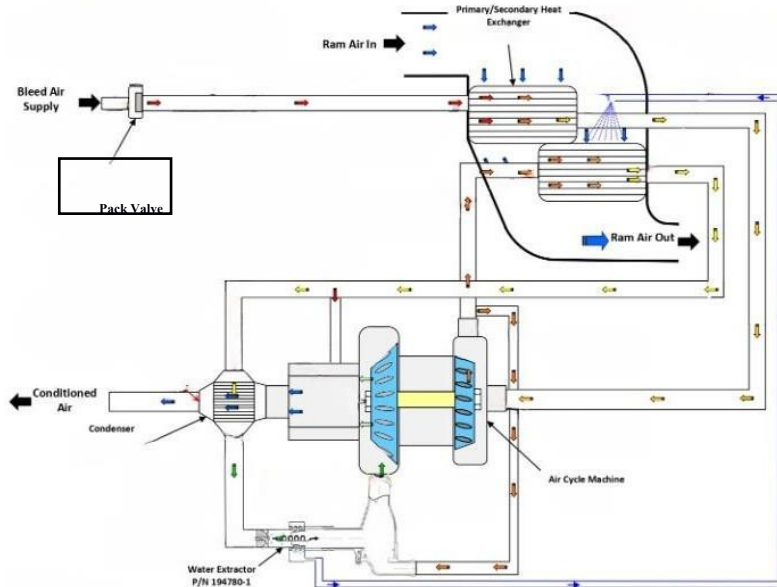 Primary/Secondary Heat
Exchanger
Ram Air In
Bleed Air
Supply
Pack Valve
Ram Air Out
Conditioned
Air
Condenser
Air Cycle Machine
Water Extractor
P/N 194780-1